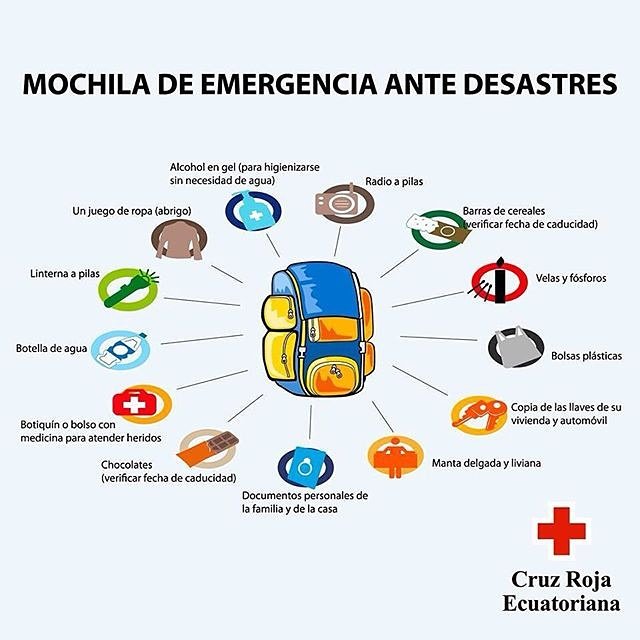 MOCHILA DE EMERGENCIA ANTE DESASTRES
Alcohol en gel (para higienizarse
sin necesidad de agua)
Radio a pilas
Un juego de ropa (abrigo)
Barras de cereales
(verificar fecha de caducidad)
Linterna a pilas
Velas y fósforos
Botella de agua
Bolsas plásticas
Botiquín o bolso con
medicina para atender heridos
Copia de las llaves de su
vivienda y automóvil
Chocolates
(verificar fecha de caducidad)
Manta delgada y liviana
Documentos personales de
la familia y de la casa
Cruz Roja
Ecuatoriana